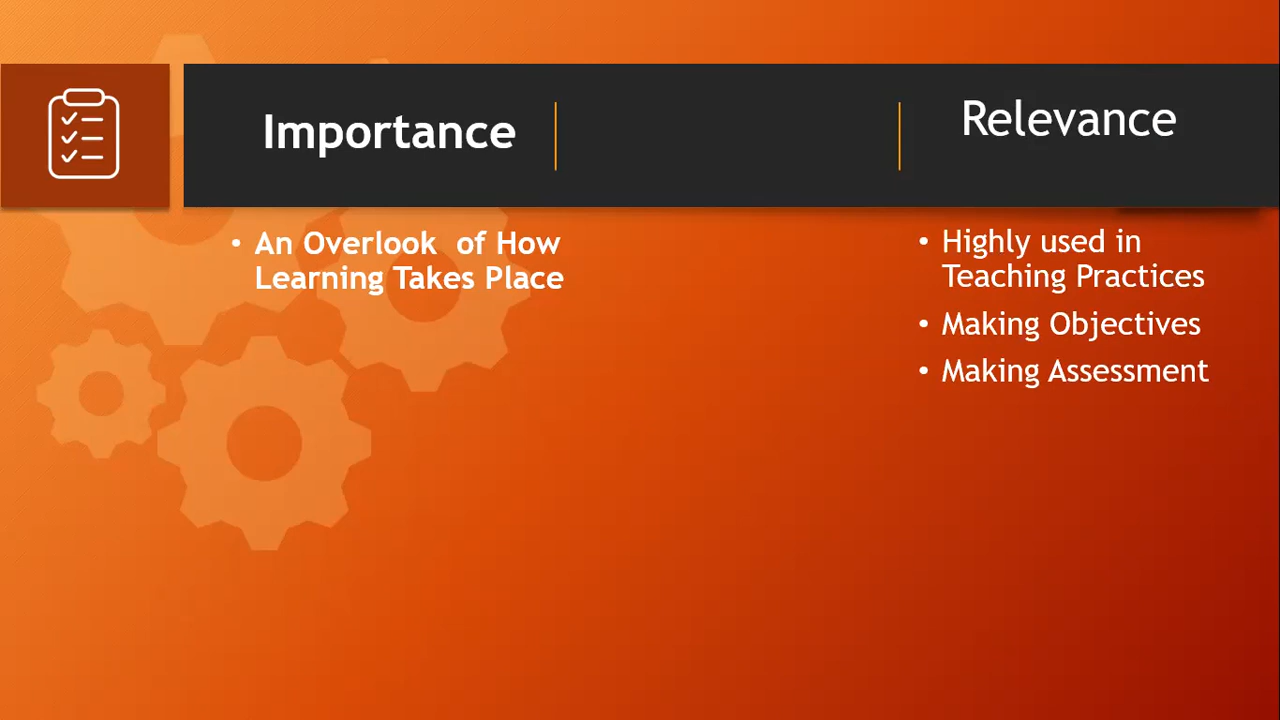 Importance
Relevance
• An Overlook  of How
Learning Takes Place
• Highly used in
Teaching Practices
• Making Objectives
• Making Assessment